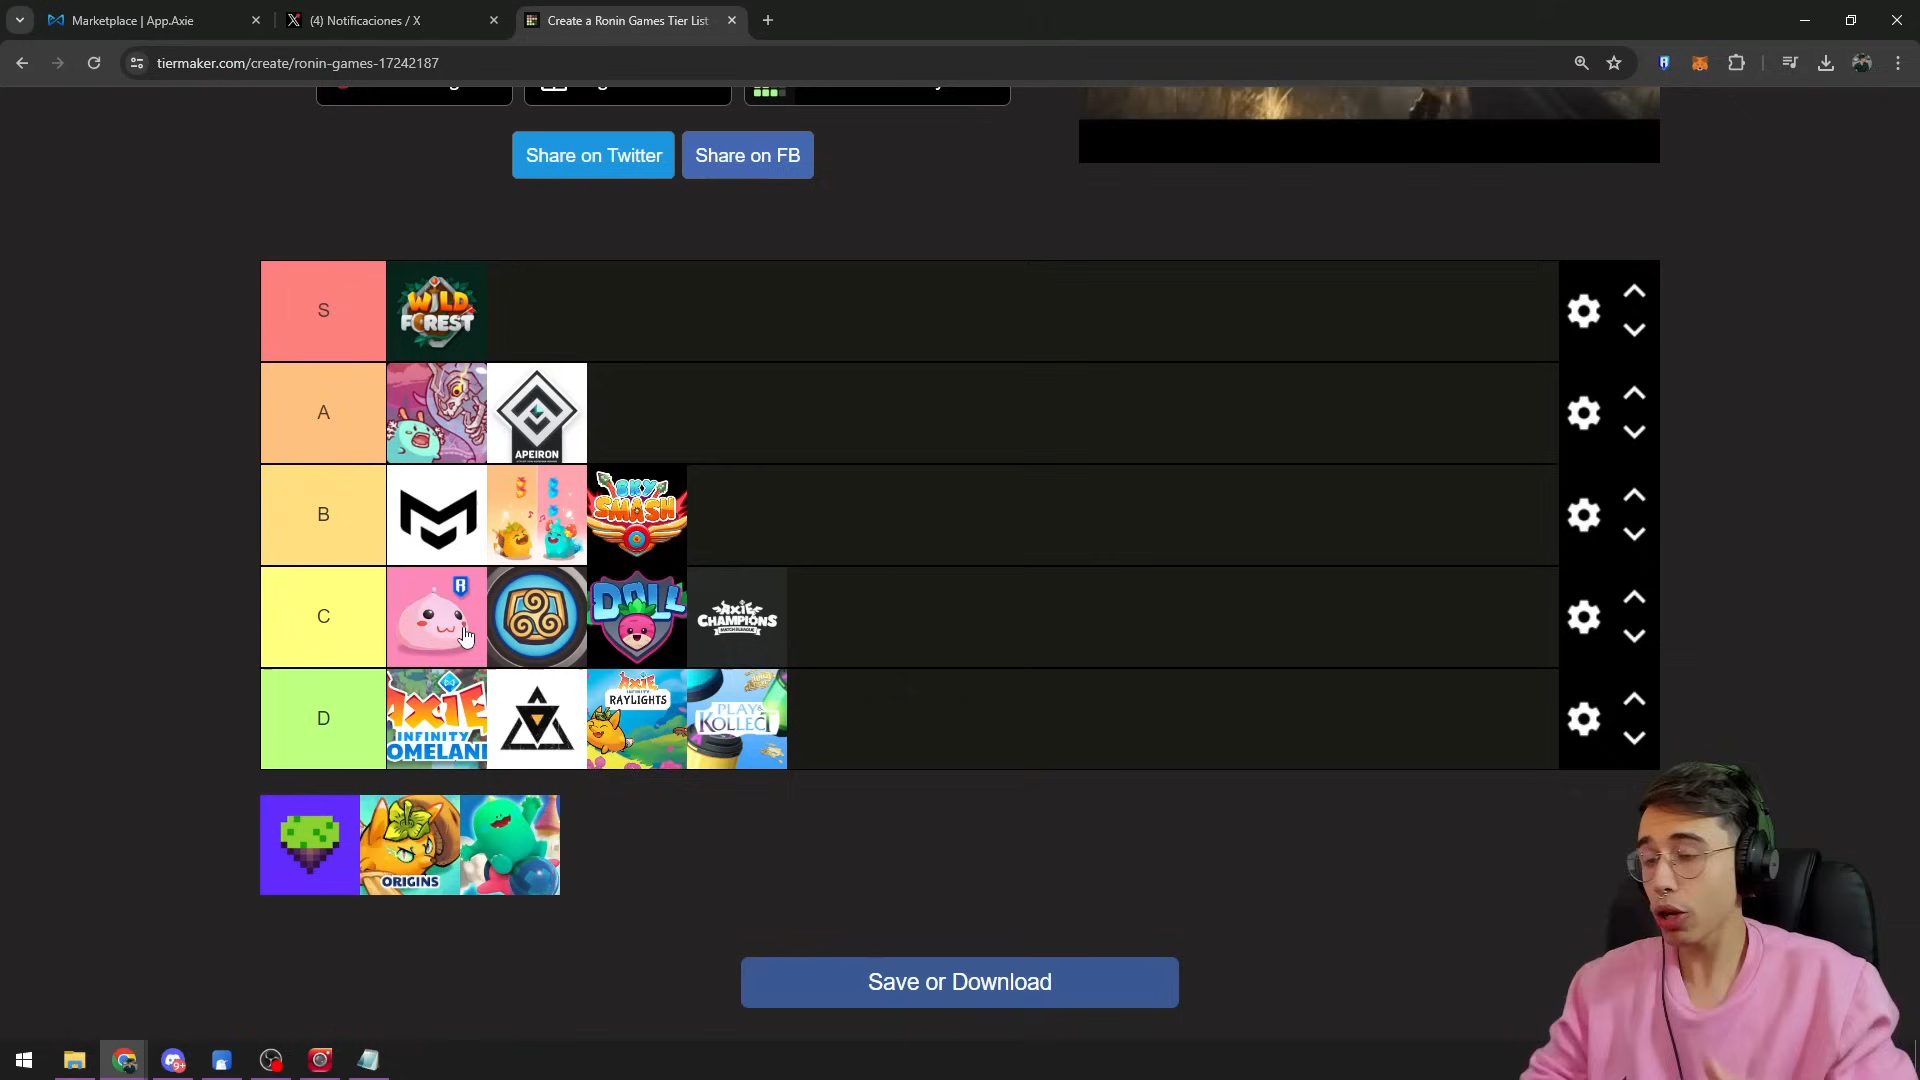 Marketplace | App.Axie
(4) Notificaciones / X
Create a Ronin Games Tier List
tiermaker.com/create/ronin-games-17242187
Share on Twitter
Share on FB
S
WILD
FOREST
A
APEIRON
B
SKY
SMASH
C
R
DOLL
AXIE
CHAMPIONS
D
AXIE
INFINITY
OMELAND
AXIE
RAYLIGHTS
PLAY &
KOLLECT
ORIGINS
Save or Download
9+